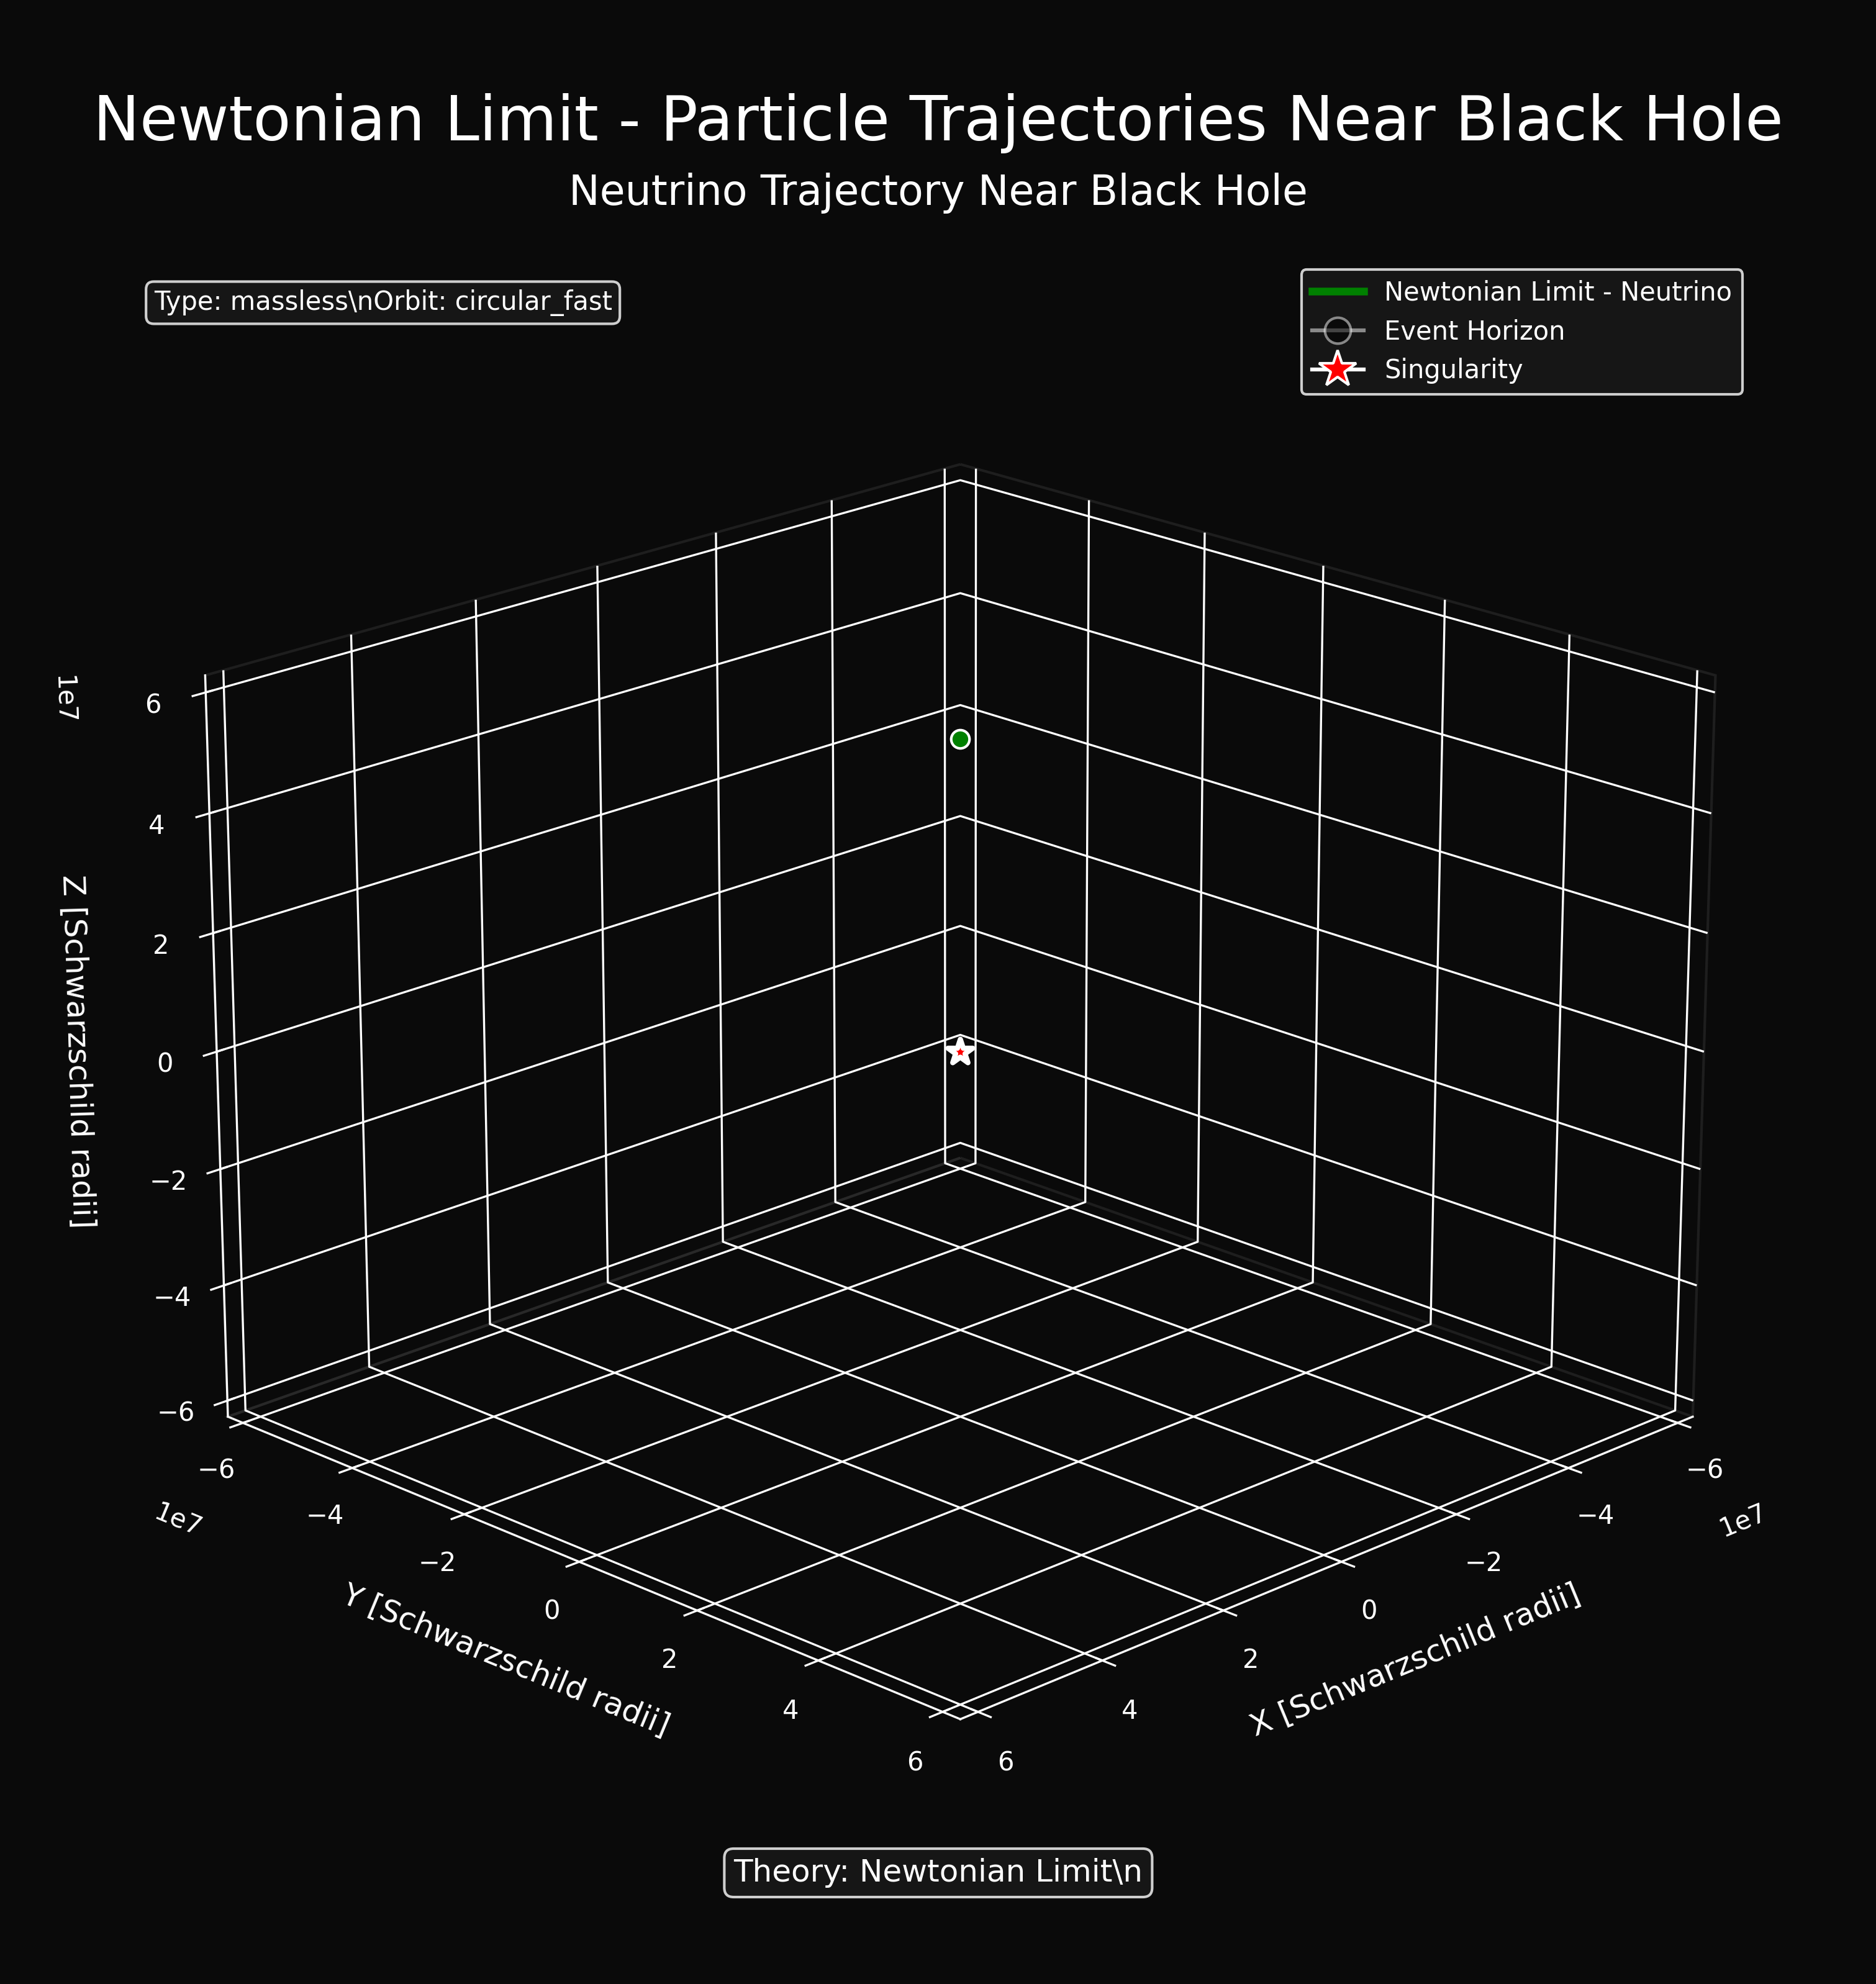 Newtonian Limit - Particle Trajectories Near Black Hole
Neutrino Trajectory Near Black Hole
Type: massless\nOrbit: circular_fast
Newtonian Limit - Neutrino
Event Horizon
Singularity
1e7
6
4
2
0
−2
−4
−6
Z [Schwarzschild radii]
−6
−4
−2
0
2
4
6
1e7
Y [Schwarzschild radii]
6
4
2
0
−2
−4
−6
1e7
X [Schwarzschild radii]
Theory: Newtonian Limit\n